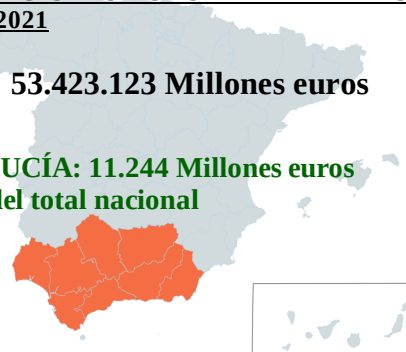 2021
53.423.123 Millones euros
UCÍA: 11.244 Millones euros
del total nacional